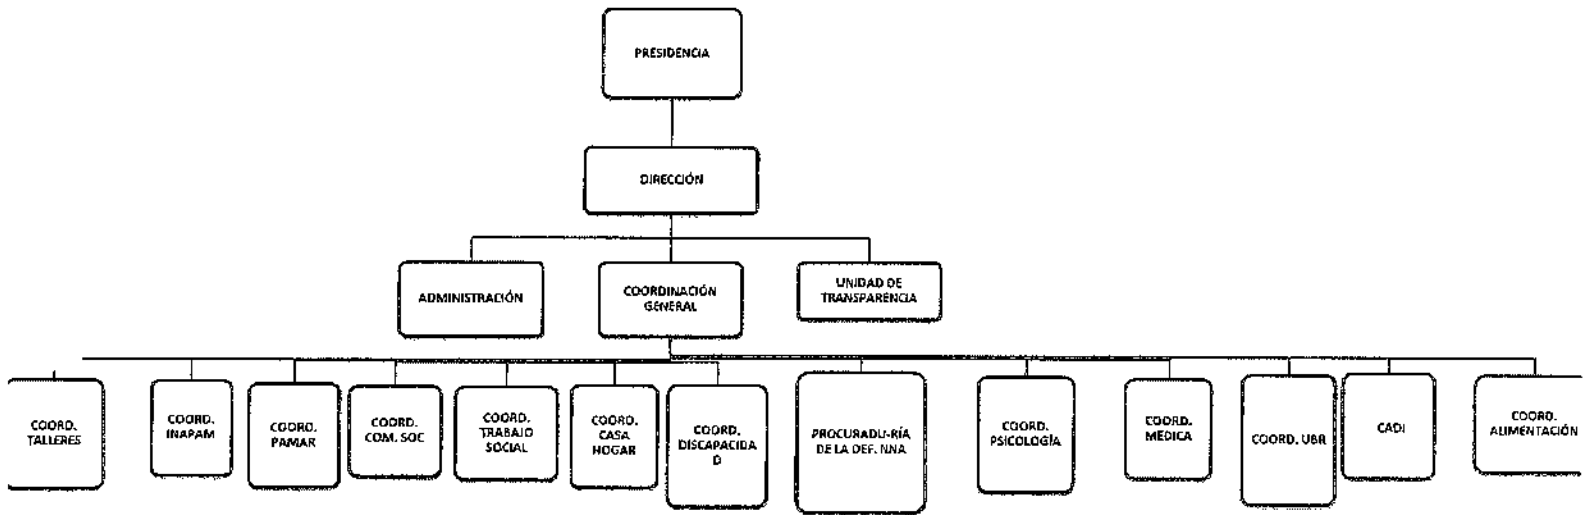 PRESIDENCIA
DIRECCIÓN
ADMINISTRACIÓN
COORDINACIÓN
GENERAL
UNIDAD DE
TRANSPARENCIA
COORD.
TALLERES
COORD.
INAPAM
COORD.
PAMAR
COORD.
COM. SOC
COORD.
TRABAJO
SOCIAL
COORD.
CASA
HOGAR
COORD.
DISCAPACIDA
D
PROCURADU-RÍA
DE LA DEF. NNA
COORD.
PSICOLOGÍA
COORD.
MEDICA
COORD. UBR
CADI
COORD.
ALIMENTACIÓN